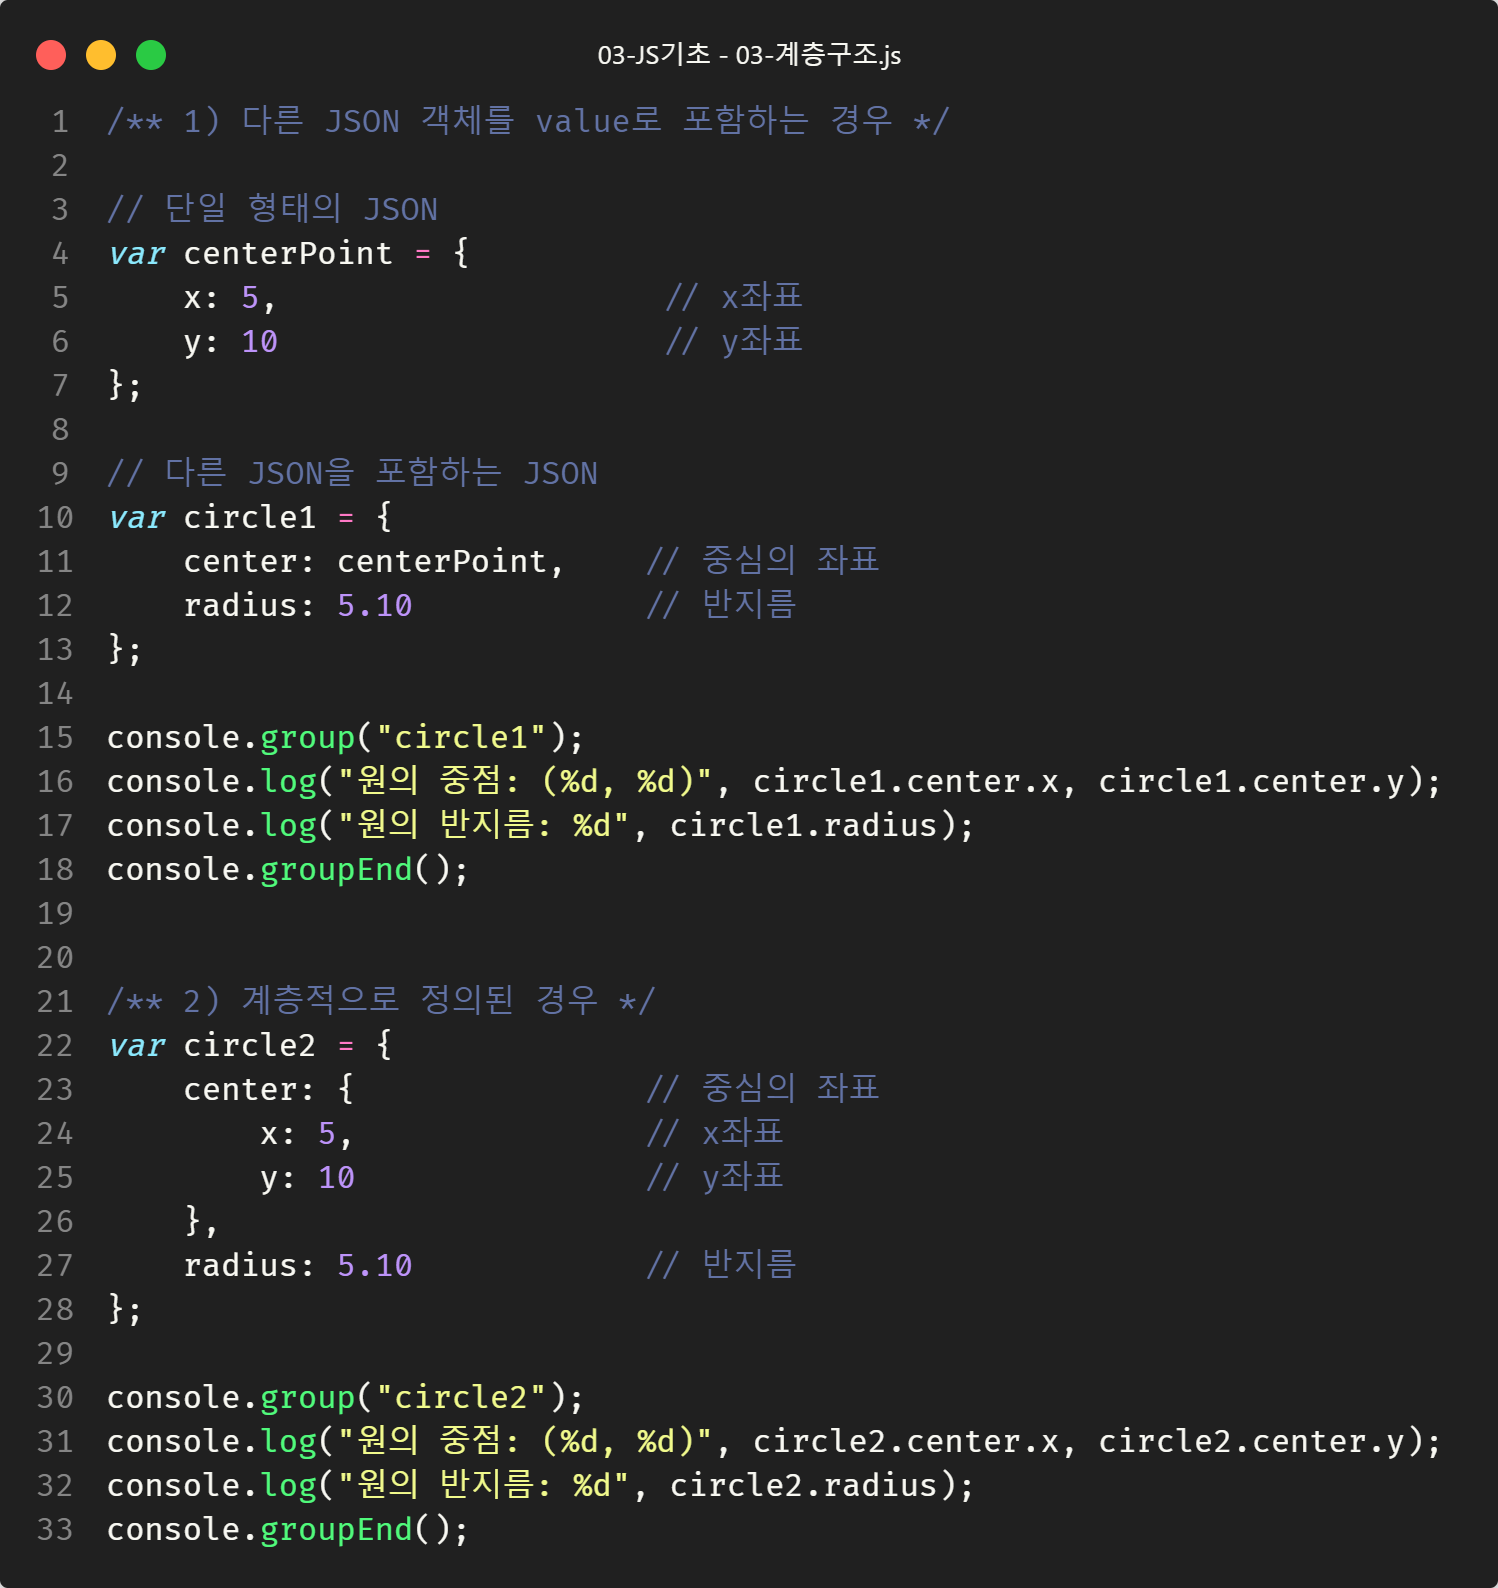 03-JS기초 - 03-계층구조.js
1 /** 1) 다른 JSON 객체를 value로 포함하는 경우 */
2
3 // 단일 형태의 JSON
4 var centerPoint = {
5     x: 5,                    // x좌표
6     y: 10                    // y좌표
7 };
8
9 // 다른 JSON을 포함하는 JSON
10 var circle1 = {
11     center: centerPoint,    // 중심의 좌표
12     radius: 5.10            // 반지름
13 };
14
15 console.group("circle1");
16 console.log("원의 중점: (%d, %d)", circle1.center.x, circle1.center.y);
17 console.log("원의 반지름: %d", circle1.radius);
18 console.groupEnd();
19
20
21 /** 2) 계층적으로 정의된 경우 */
22 var circle2 = {
23     center: {               // 중심의 좌표
24         x: 5,               // x좌표
25         y: 10               // y좌표
26     },
27     radius: 5.10            // 반지름
28 };
29
30 console.group("circle2");
31 console.log("원의 중점: (%d, %d)", circle2.center.x, circle2.center.y);
32 console.log("원의 반지름: %d", circle2.radius);
33 console.groupEnd();